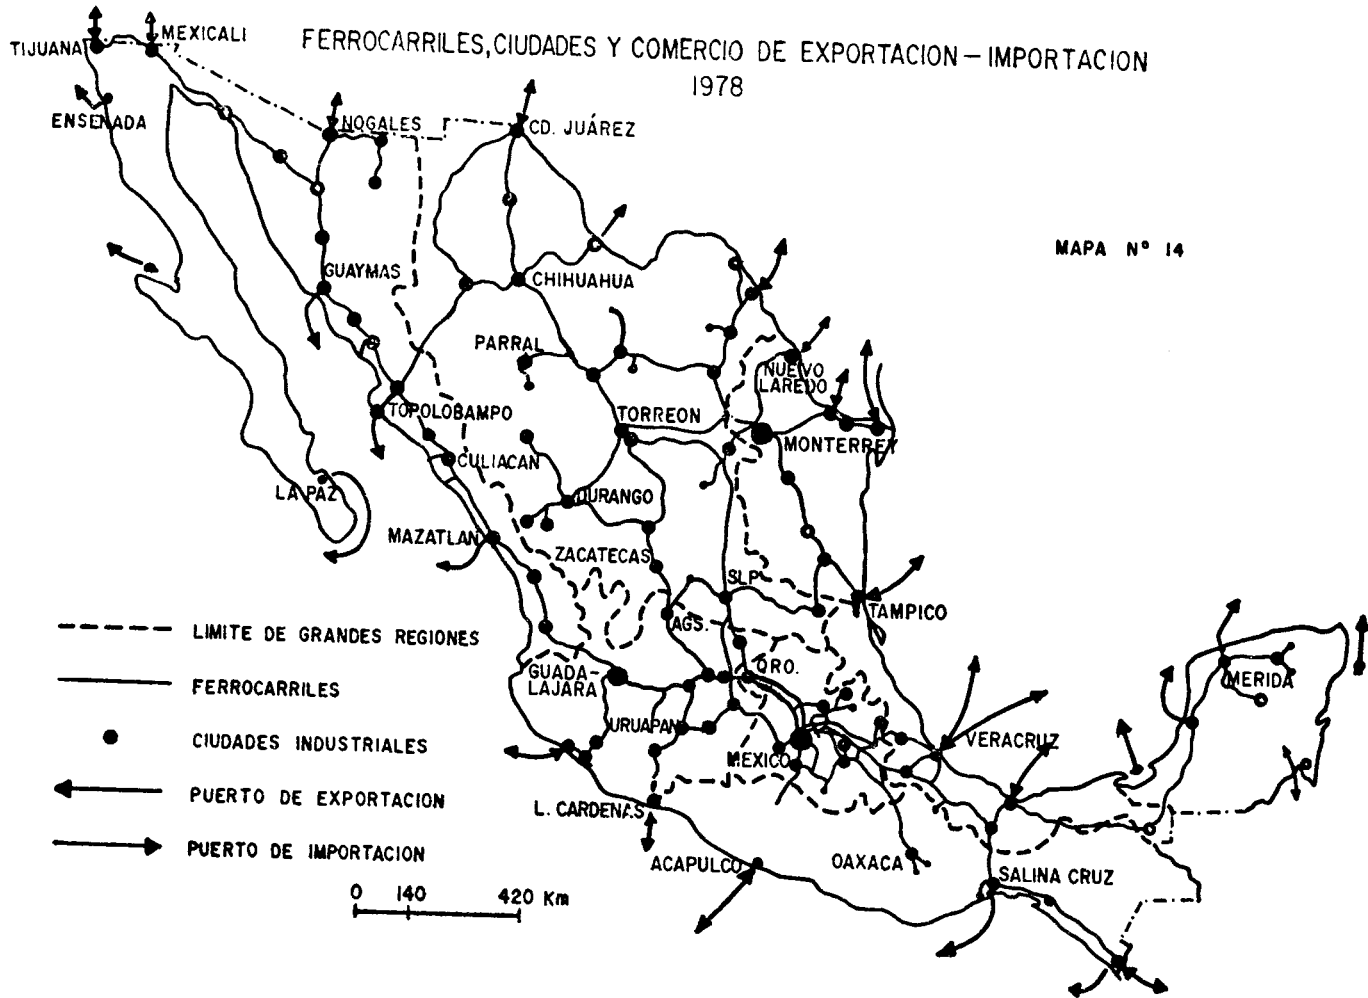 FERROCARRILES, CIUDADES Y COMERCIO DE EXPORTACION – IMPORTACION
1978
MAPA Nº 14
TIJUANA
MEXICALI
ENSENADA
NOGALES
CD. JUÁREZ
GUAYMAS
CHIHUAHUA
PARRAL
NUEVO
LAREDO
TOPOLOBAMPO
TORREON
MONTERREY
CULIACAN
LA PAZ
DURANGO
MAZATLAN
ZACATECAS
SLP
TAMPICO
AGS.
GUADA-
LAJARA
QRO.
MERIDA
URUAPAN
MEXICO
VERACRUZ
L. CARDENAS
ACAPULCO
OAXACA
SALINA CRUZ
LIMITE DE GRANDES REGIONES
FERROCARRILES
CIUDADES INDUSTRIALES
PUERTO DE EXPORTACION
PUERTO DE IMPORTACION
0 140 420 Km